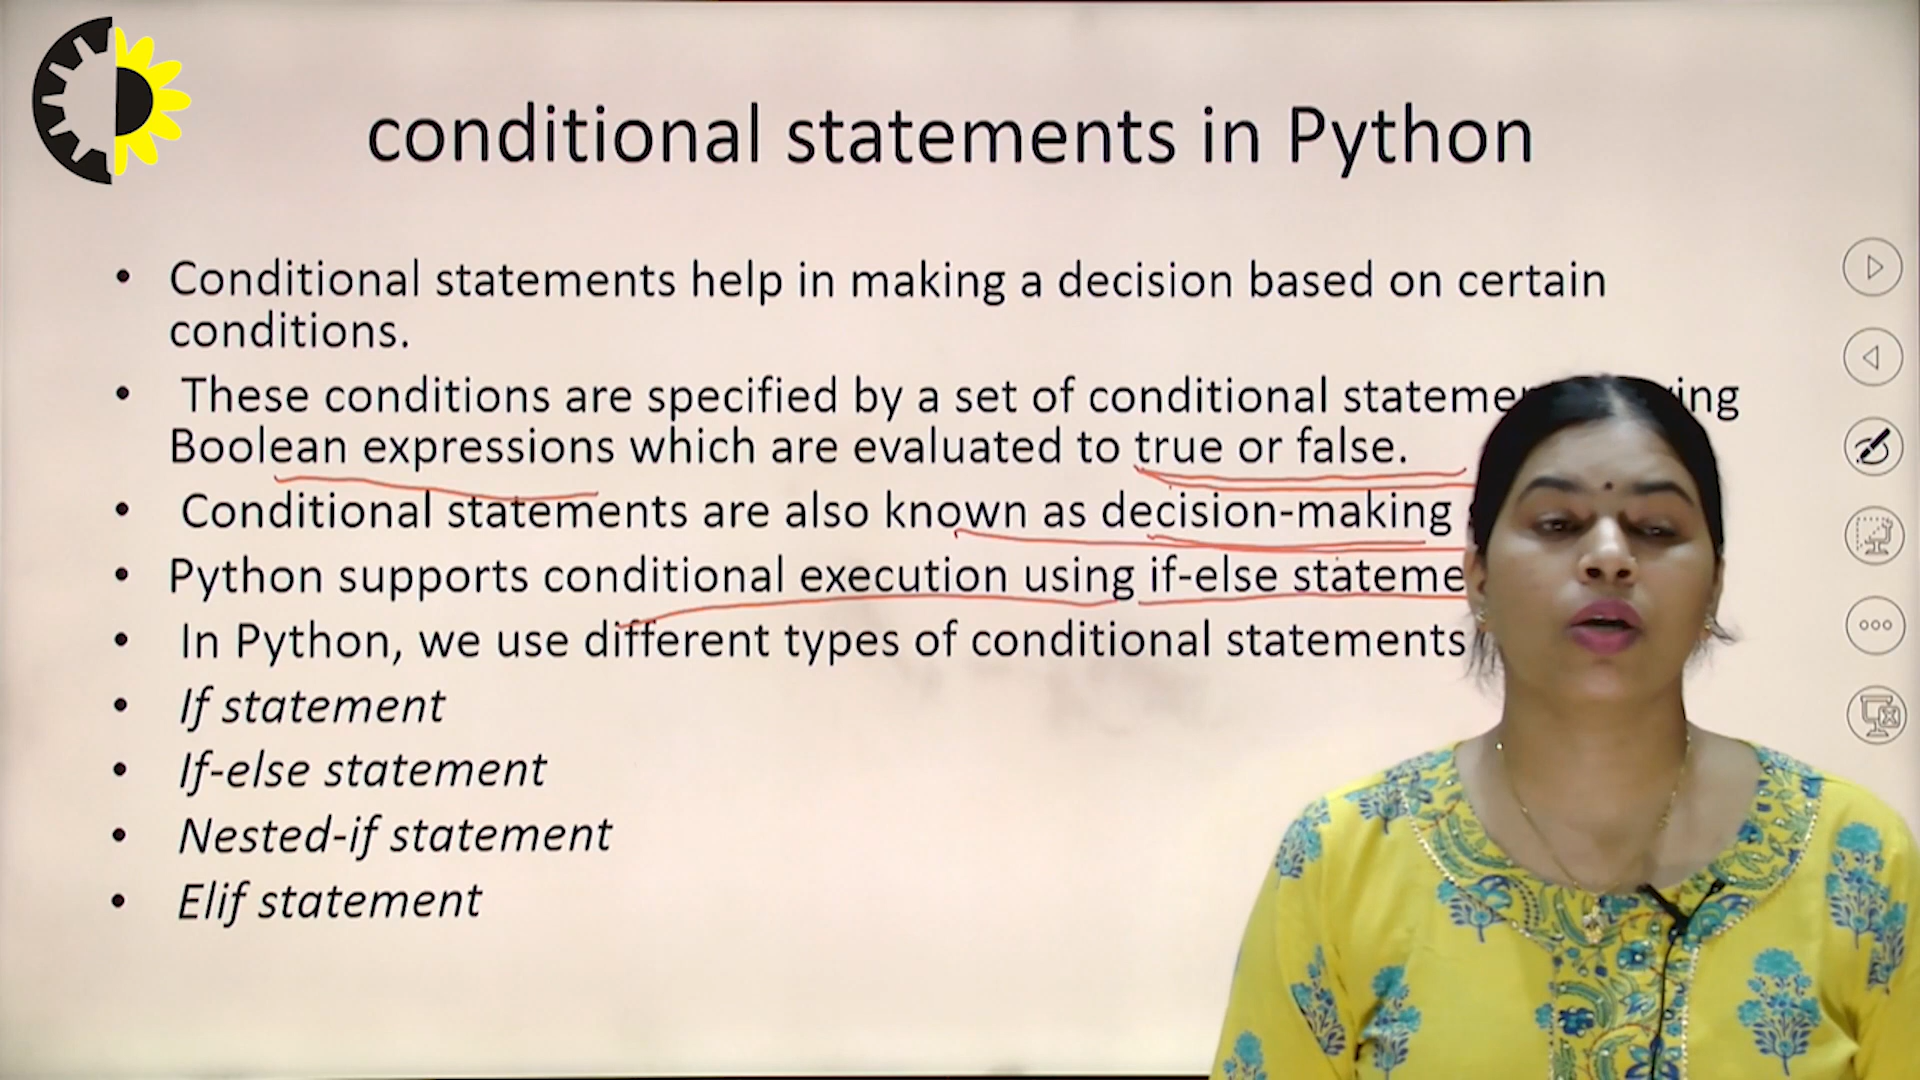 conditional statements in Python
• Conditional statements help in making a decision based on certain
conditions.
• These conditions are specified by a set of conditional
Boolean expressions which are evaluated to true or false.
• Conditional statements are also known as decision-making
• Python supports conditional execution using if-else
• In Python, we use different types of conditional statements
• If statement
• If-else statement
• Nested-if statement
• Elif statement